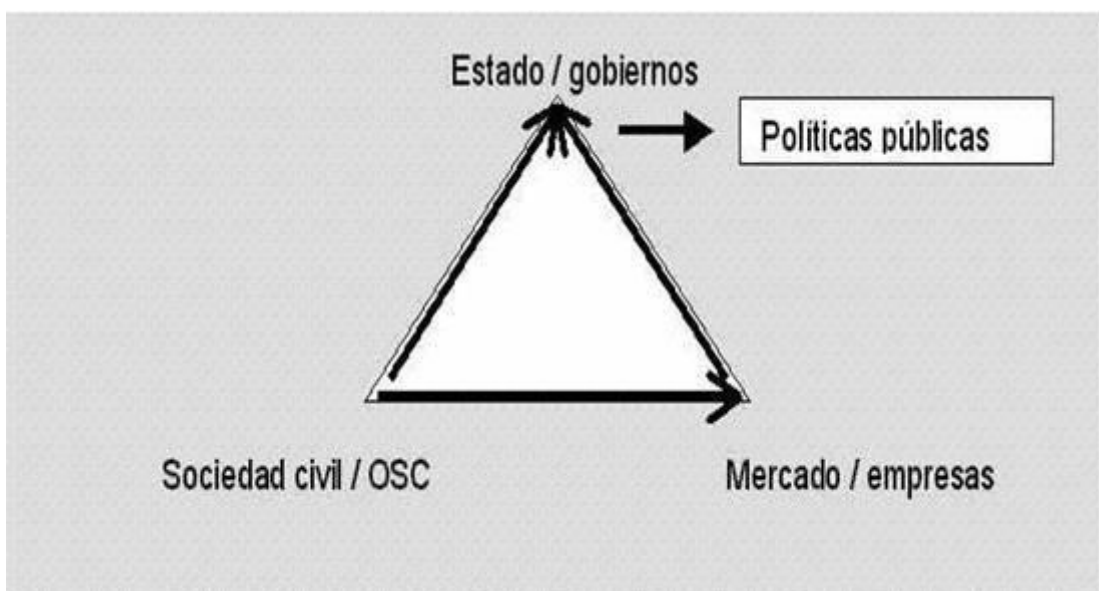 Estado / gobiernos
Políticas públicas
Sociedad civil / OSC
Mercado / empresas